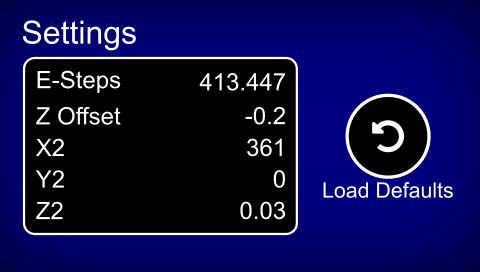 Settings
E-Steps 413.447
Z Offset -0.2
X2 361
Y2 0
Z2 0.03
Load Defaults